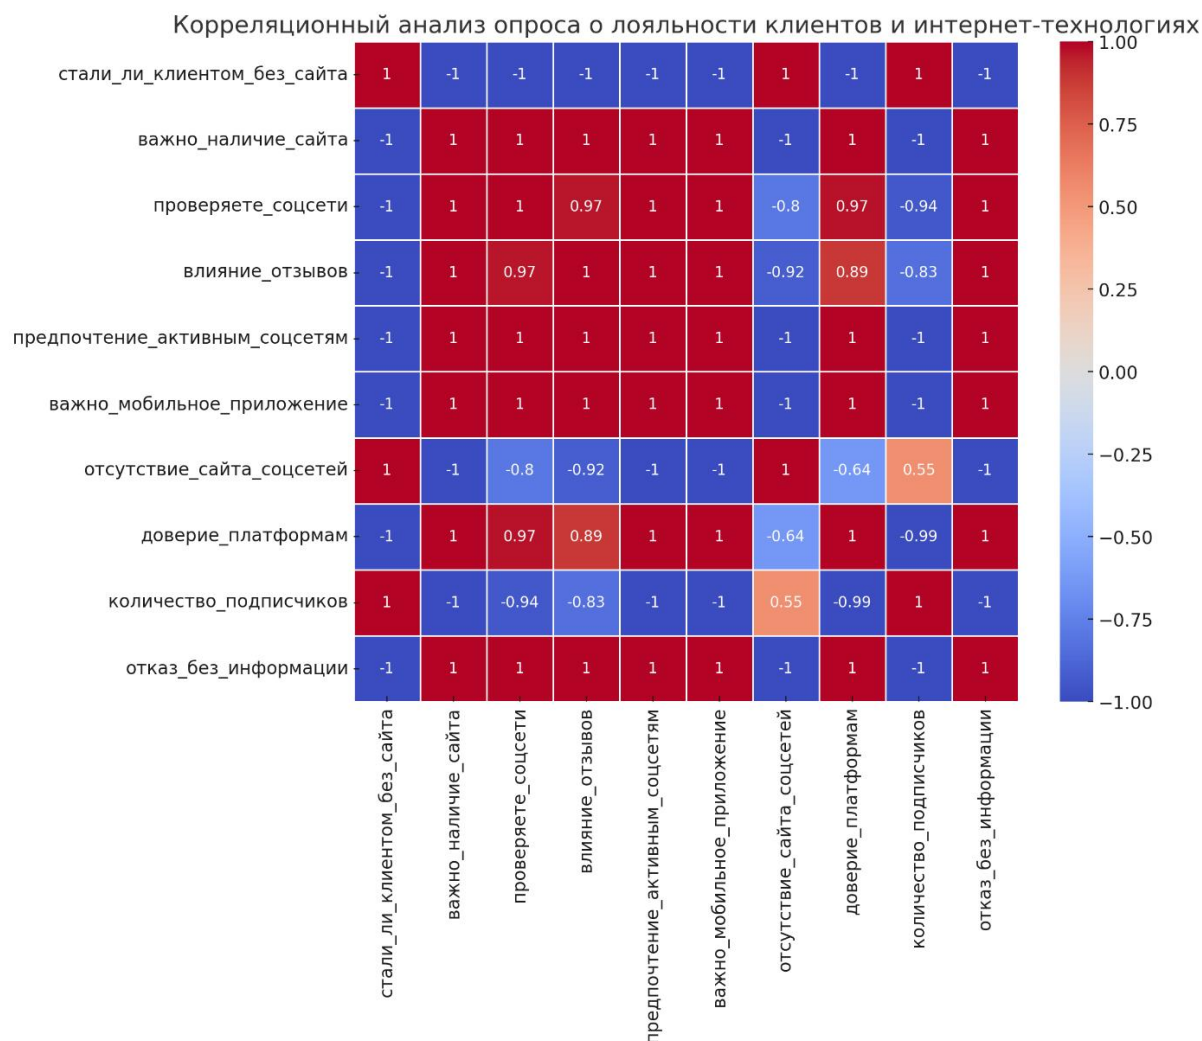 Корреляционный анализ опроса о лояльности клиентов и интернет-технологиях
стали_ли_клиентом_без_сайта 1 -1 -1 -1 -1 -1 1 -1 1 -1
важно_наличие_сайта -1 1 1 1 1 1 -1 1 -1 1
проверяете_соцсети -1 1 1 0.97 1 1 -0.8 0.97 -0.94 1
влияние_отзывов -1 1 0.97 1 1 1 -0.92 0.89 -0.83 1
предпочтение_активным_соцсетям -1 1 1 1 1 1 -1 1 -1 1
важно_мобильное_приложение -1 1 1 1 1 1 -1 1 -1 1
отсутствие_сайта_соцсетей 1 -1 -0.8 -0.92 -1 -1 1 -0.64 0.55 -1
доверие_платформам -1 1 0.97 0.89 1 1 -0.64 1 -0.99 1
количество_подписчиков 1 -1 -0.94 -0.83 -1 -1 0.55 -0.99 1 -1
отказ_без_информации -1 1 1 1 1 1 -1 1 -1 1
стали_ли_клиентом_без_сайта
важно_наличие_сайта
проверяете_соцсети
влияние_отзывов
предпочтение_активным_соцсетям
важно_мобильное_приложение
отсутствие_сайта_соцсетей
доверие_платформам
количество_подписчиков
отказ_без_информации
1.00
0.75
0.50
0.25
0.00
−0.25
−0.50
−0.75
−1.00